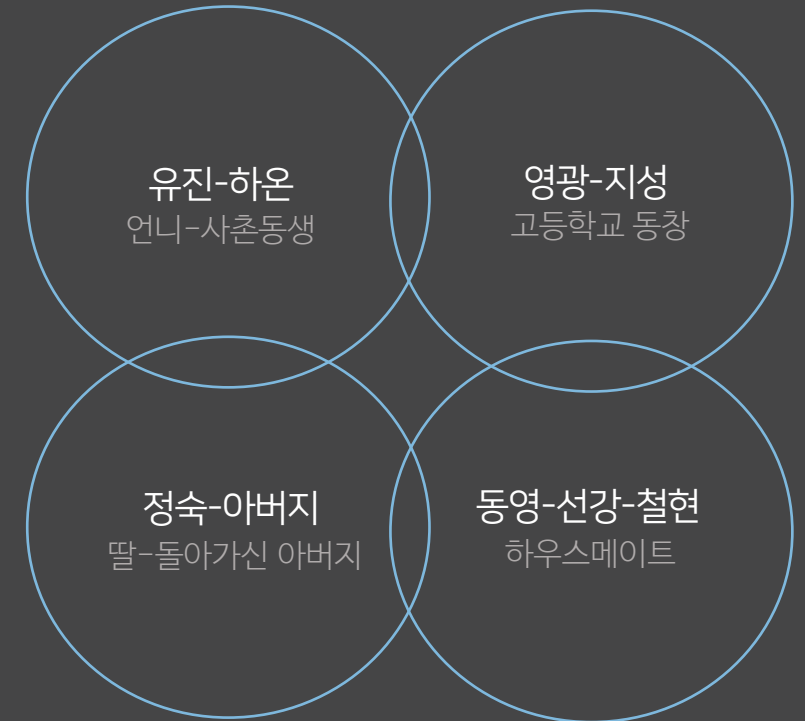 유진-하온
언니-사촌동생
영광-지성
고등학교 동창
정숙-아버지
딸-돌아가신 아버지
동영-선강-철현
하우스메이트